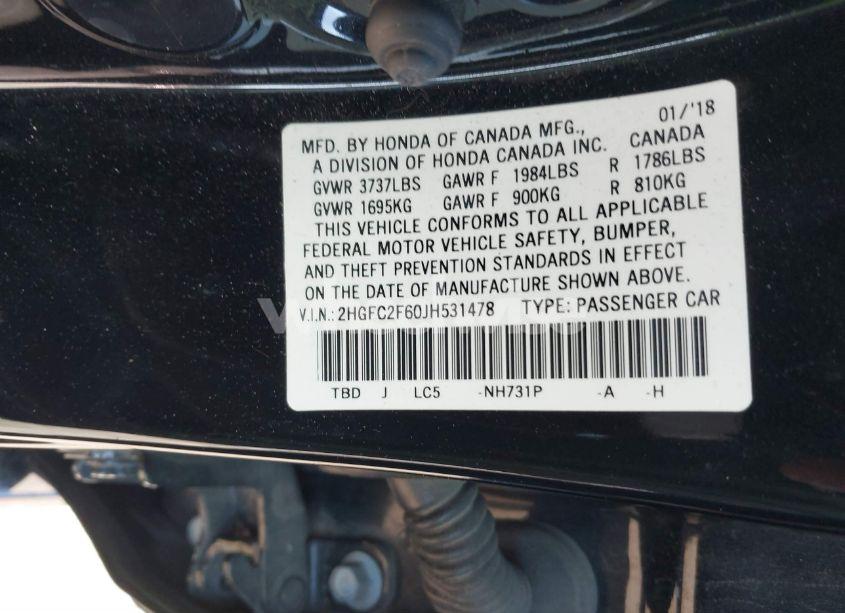 01/'18
MFD. BY HONDA OF CANADA MFG.,
A DIVISION OF HONDA CANADA INC. CANADA
GVWR 3737LBS GAWR F 1984LBS R 1786LBS
GVWR 1695KG GAWR F 900KG R 810KG
THIS VEHICLE CONFORMS TO ALL APPLICABLE
FEDERAL MOTOR VEHICLE SAFETY, BUMPER,
AND THEFT PREVENTION STANDARDS IN EFFECT
ON THE DATE OF MANUFACTURE SHOWN ABOVE.
V.I.N.: 2HGFC2F60JH531478 TYPE: PASSENGER CAR
TBD J LC5 -NH731P -A -H